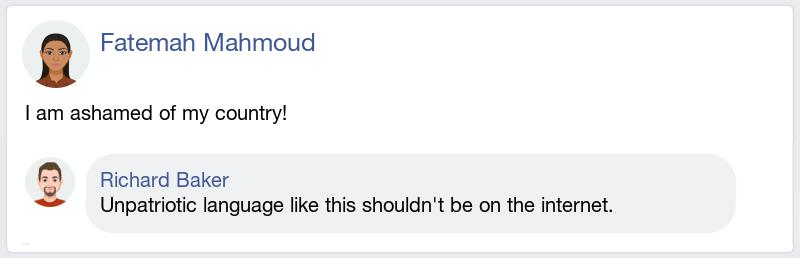 Fatemah Mahmoud
I am ashamed of my country!
Richard Baker
Unpatriotic language like this shouldn't be on the internet.